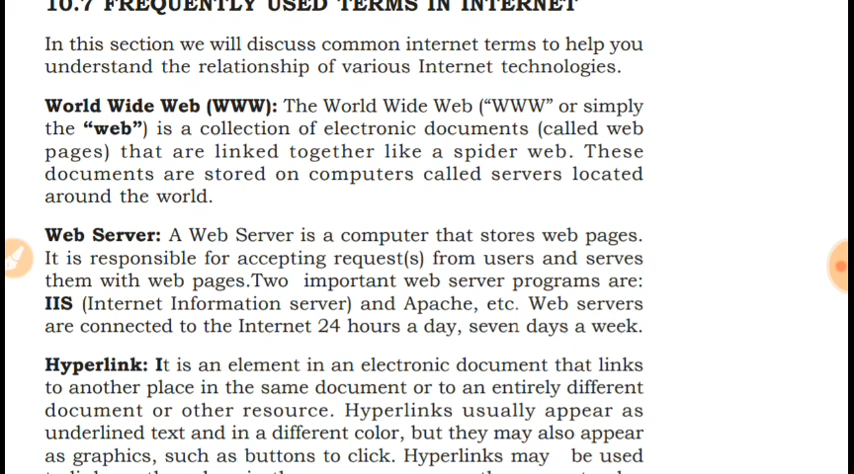 10.7 FREQUENTLY USED TERMS IN INTERNET
In this section we will discuss common internet terms to help you
understand the relationship of various Internet technologies.
World Wide Web (WWW): The World Wide Web (“WWW” or simply
the “web”) is a collection of electronic documents (called web
pages) that are linked together like a spider web. These
documents are stored on computers called servers located
around the world.
Web Server: A Web Server is a computer that stores web pages.
It is responsible for accepting request(s) from users and serves
them with web pages.Two important web server programs are:
IIS (Internet Information server) and Apache, etc. Web servers
are connected to the Internet 24 hours a day, seven days a week.
Hyperlink: It is an element in an electronic document that links
to another place in the same document or to an entirely different
document or other resource. Hyperlinks usually appear as
underlined text and in a different color, but they may also appear
as graphics, such as buttons to click. Hyperlinks may be used